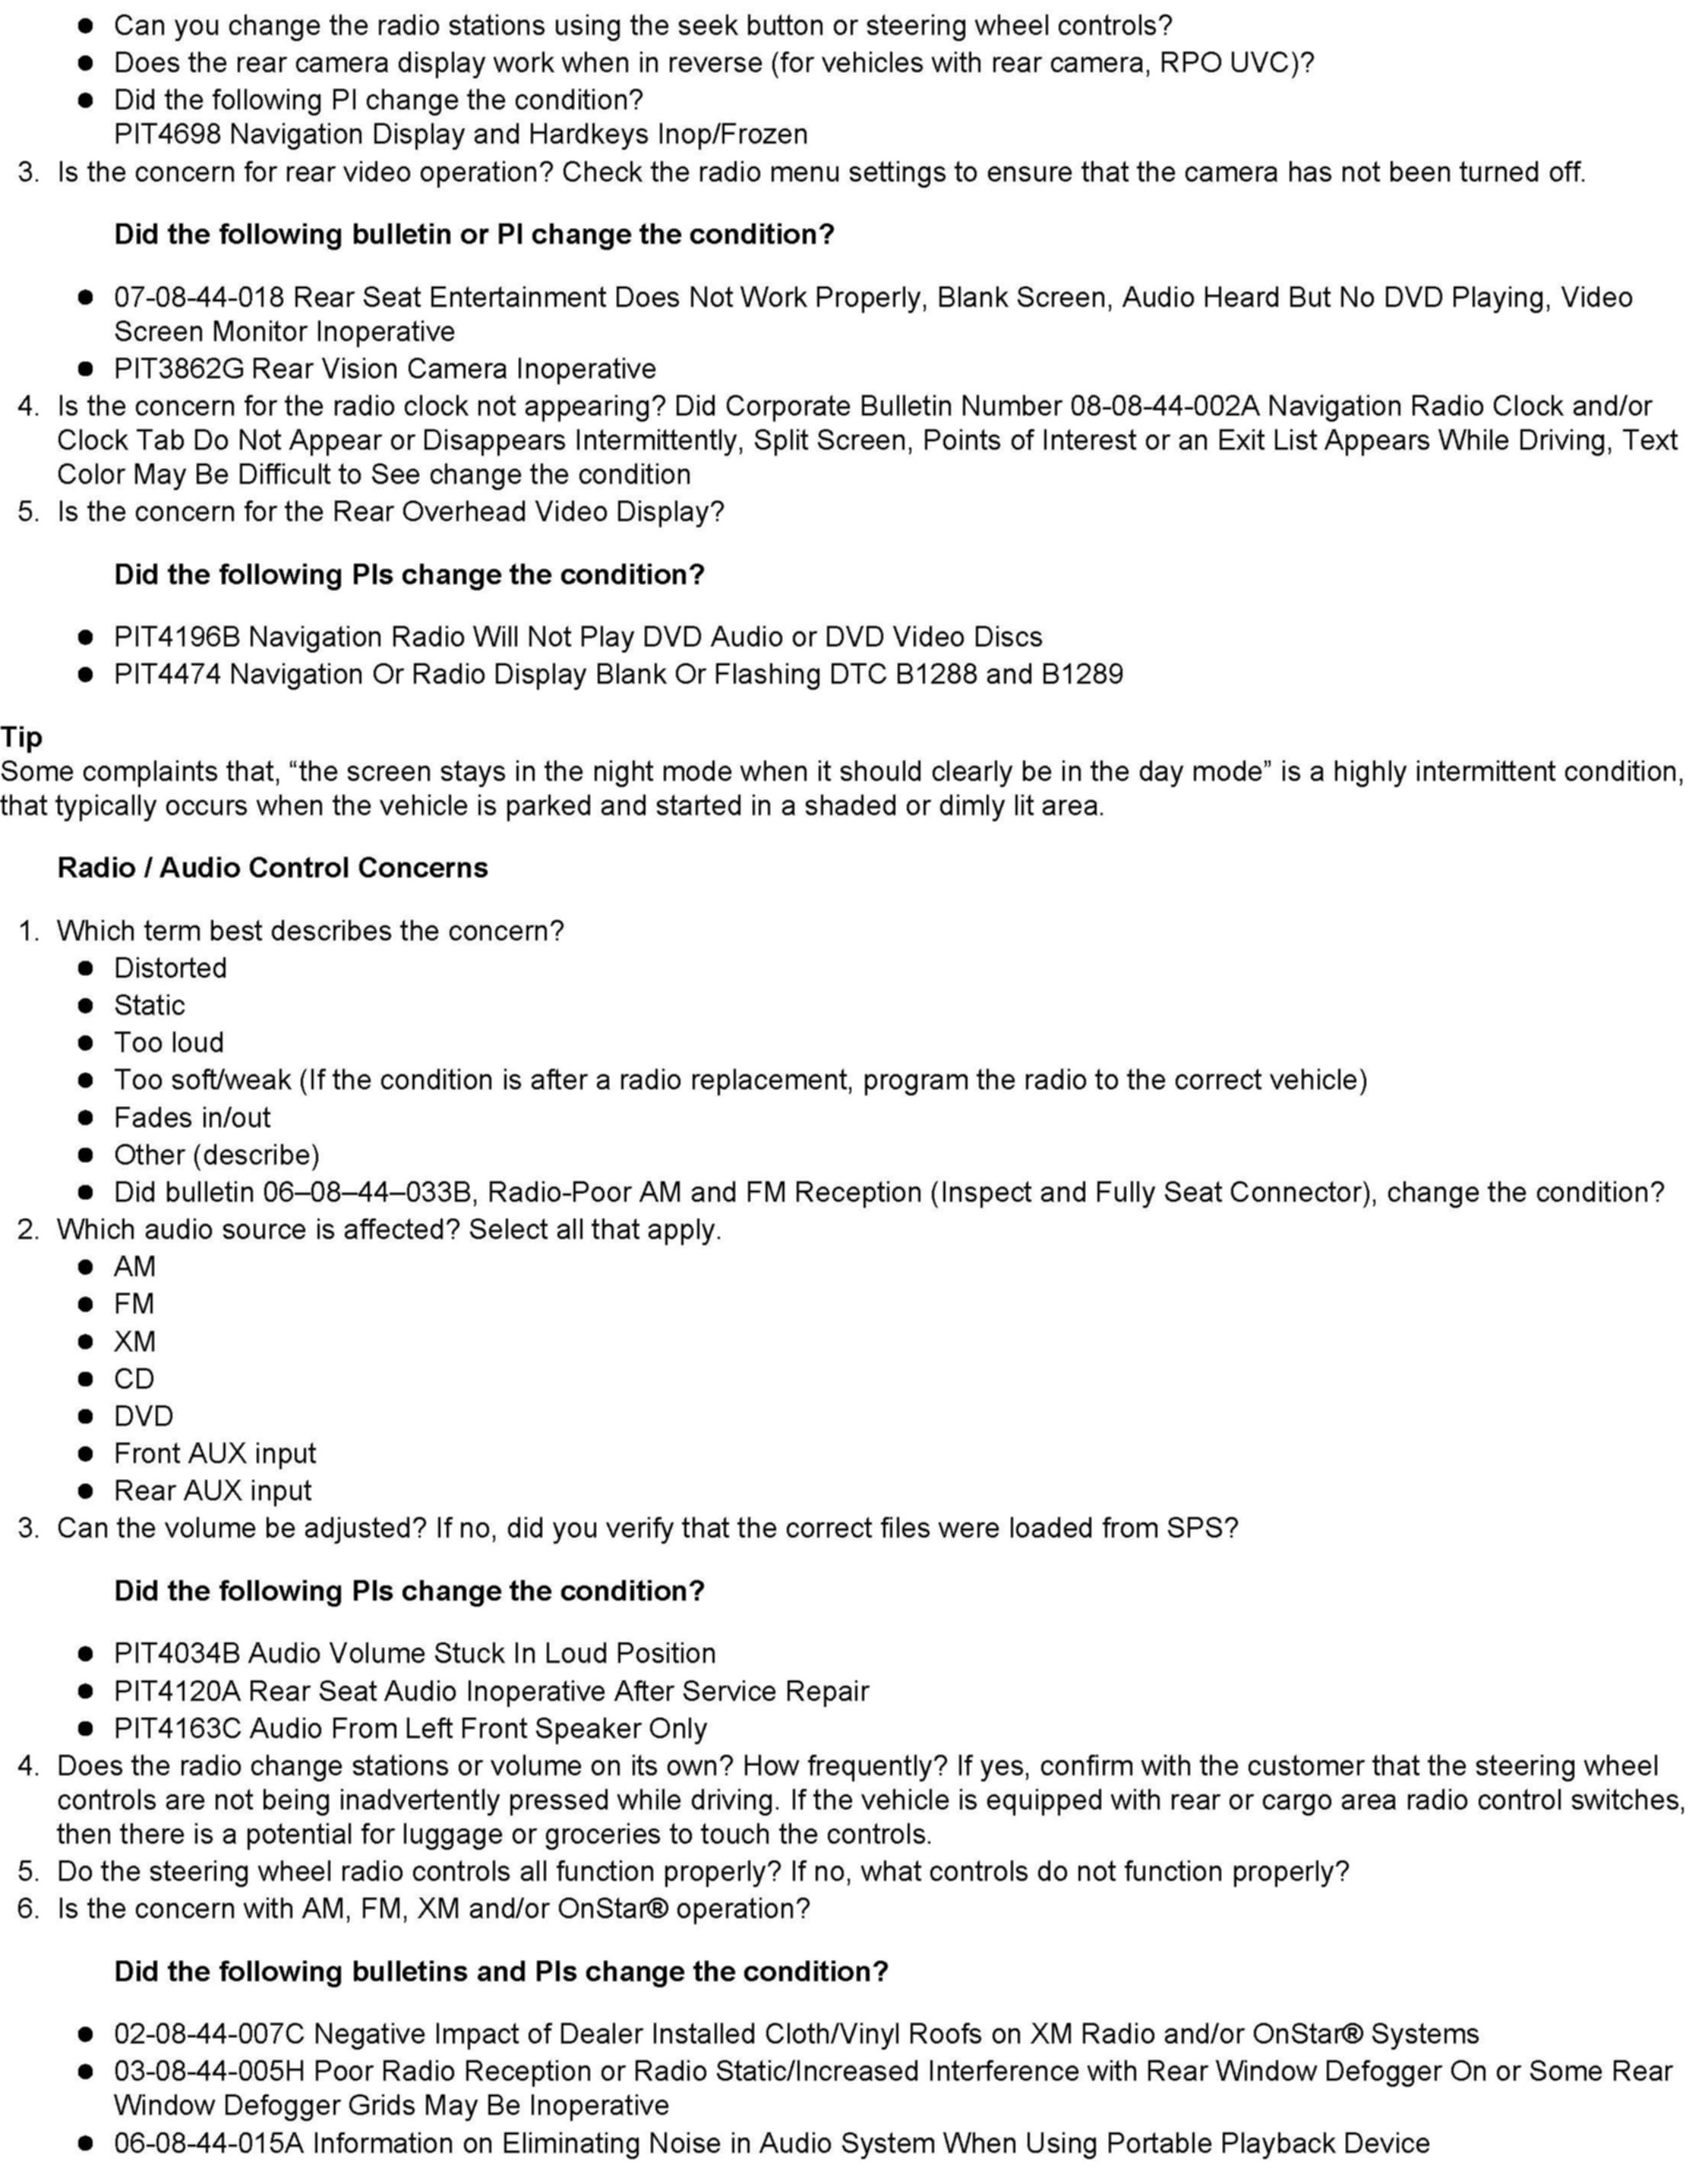 ● Can you change the radio stations using the seek button or steering wheel controls?
● Does the rear camera display work when in reverse (for vehicles with rear camera, RPO UVC)?
● Did the following PI change the condition?
PIT4698 Navigation Display and Hardkeys Inop/Frozen
3. Is the concern for rear video operation? Check the radio menu settings to ensure that the camera has not been turned off.
Did the following bulletin or PI change the condition?
● 07-08-44-018 Rear Seat Entertainment Does Not Work Properly, Blank Screen, Audio Heard But No DVD Playing, Video
Screen Monitor Inoperative
● PIT3862G Rear Vision Camera Inoperative
4. Is the concern for the radio clock not appearing? Did Corporate Bulletin Number 08-08-44-002A Navigation Radio Clock and/or
Clock Tab Do Not Appear or Disappears Intermittently, Split Screen, Points of Interest or an Exit List Appears While Driving, Text
Color May Be Difficult to See change the condition
5. Is the concern for the Rear Overhead Video Display?
Did the following PIs change the condition?
● PIT4196B Navigation Radio Will Not Play DVD Audio or DVD Video Discs
● PIT4474 Navigation Or Radio Display Blank Or Flashing DTC B1288 and B1289
Tip
Some complaints that, “the screen stays in the night mode when it should clearly be in the day mode” is a highly intermittent condition,
that typically occurs when the vehicle is parked and started in a shaded or dimly lit area.
Radio / Audio Control Concerns
1. Which term best describes the concern?
● Distorted
● Static
● Too loud
● Too soft/weak (If the condition is after a radio replacement, program the radio to the correct vehicle)
● Fades in/out
● Other (describe)
● Did bulletin 06–08–44–033B, Radio-Poor AM and FM Reception (Inspect and Fully Seat Connector), change the condition?
2. Which audio source is affected? Select all that apply.
● AM
● FM
● XM
● CD
● DVD
● Front AUX input
● Rear AUX input
3. Can the volume be adjusted? If no, did you verify that the correct files were loaded from SPS?
Did the following PIs change the condition?
● PIT4034B Audio Volume Stuck In Loud Position
● PIT4120A Rear Seat Audio Inoperative After Service Repair
● PIT4163C Audio From Left Front Speaker Only
4. Does the radio change stations or volume on its own? How frequently? If yes, confirm with the customer that the steering wheel
controls are not being inadvertently pressed while driving. If the vehicle is equipped with rear or cargo area radio control switches,
then there is a potential for luggage or groceries to touch the controls.
5. Do the steering wheel radio controls all function properly? If no, what controls do not function properly?
6. Is the concern with AM, FM, XM and/or OnStar® operation?
Did the following bulletins and PIs change the condition?
● 02-08-44-007C Negative Impact of Dealer Installed Cloth/Vinyl Roofs on XM Radio and/or OnStar® Systems
● 03-08-44-005H Poor Radio Reception or Radio Static/Increased Interference with Rear Window Defogger On or Some Rear
Window Defogger Grids May Be Inoperative
● 06-08-44-015A Information on Eliminating Noise in Audio System When Using Portable Playback Device